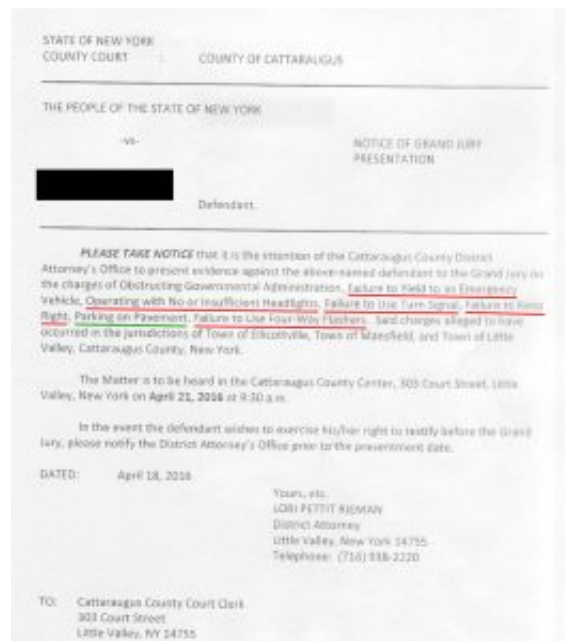 STATE OF NEW YORK
COUNTY COURT : COUNTY OF CATTARAUGUS
THE PEOPLE OF THE STATE OF NEW YORK
-vs-
NOTICE OF GRAND JURY
PRESENTATION
Defendant.
PLEASE TAKE NOTICE that it is the intention of the Cattaraugus County District
Attorney's Office to present evidence against the above-named defendant to the Grand Jury on
the charges of Obstructing Governmental Administration, Failure to Yield to an Emergency
Vehicle, Operating with No or Insufficient Headlights, Failure to Use Turn Signal, Failure to Keep
Right, Parking on Pavement, Failure to Use Four-Way Flashers. Said charges alleged to have
occurred in the jurisdictions of Town of Ellicottville, Town of Mansfield, and Town of Little
Valley, Cattaraugus County, New York.
The Matter is to be heard in the Cattaraugus County Center, 303 Court Street, Little
Valley, New York on April 21, 2016 at 9:30 a.m.
In the event the defendant wishes to exercise his/her right to testify before the Grand
Jury, please notify the District Attorney's Office prior to the presentment date.
DATED: April 18, 2016
Yours, etc.
LORI PETTIT RIEMAN
District Attorney
Little Valley, New York 14755
Telephone: (716) 938-2220
TO: Cattaraugus County Court Clerk
303 Court Street
Little Valley, NY 14755